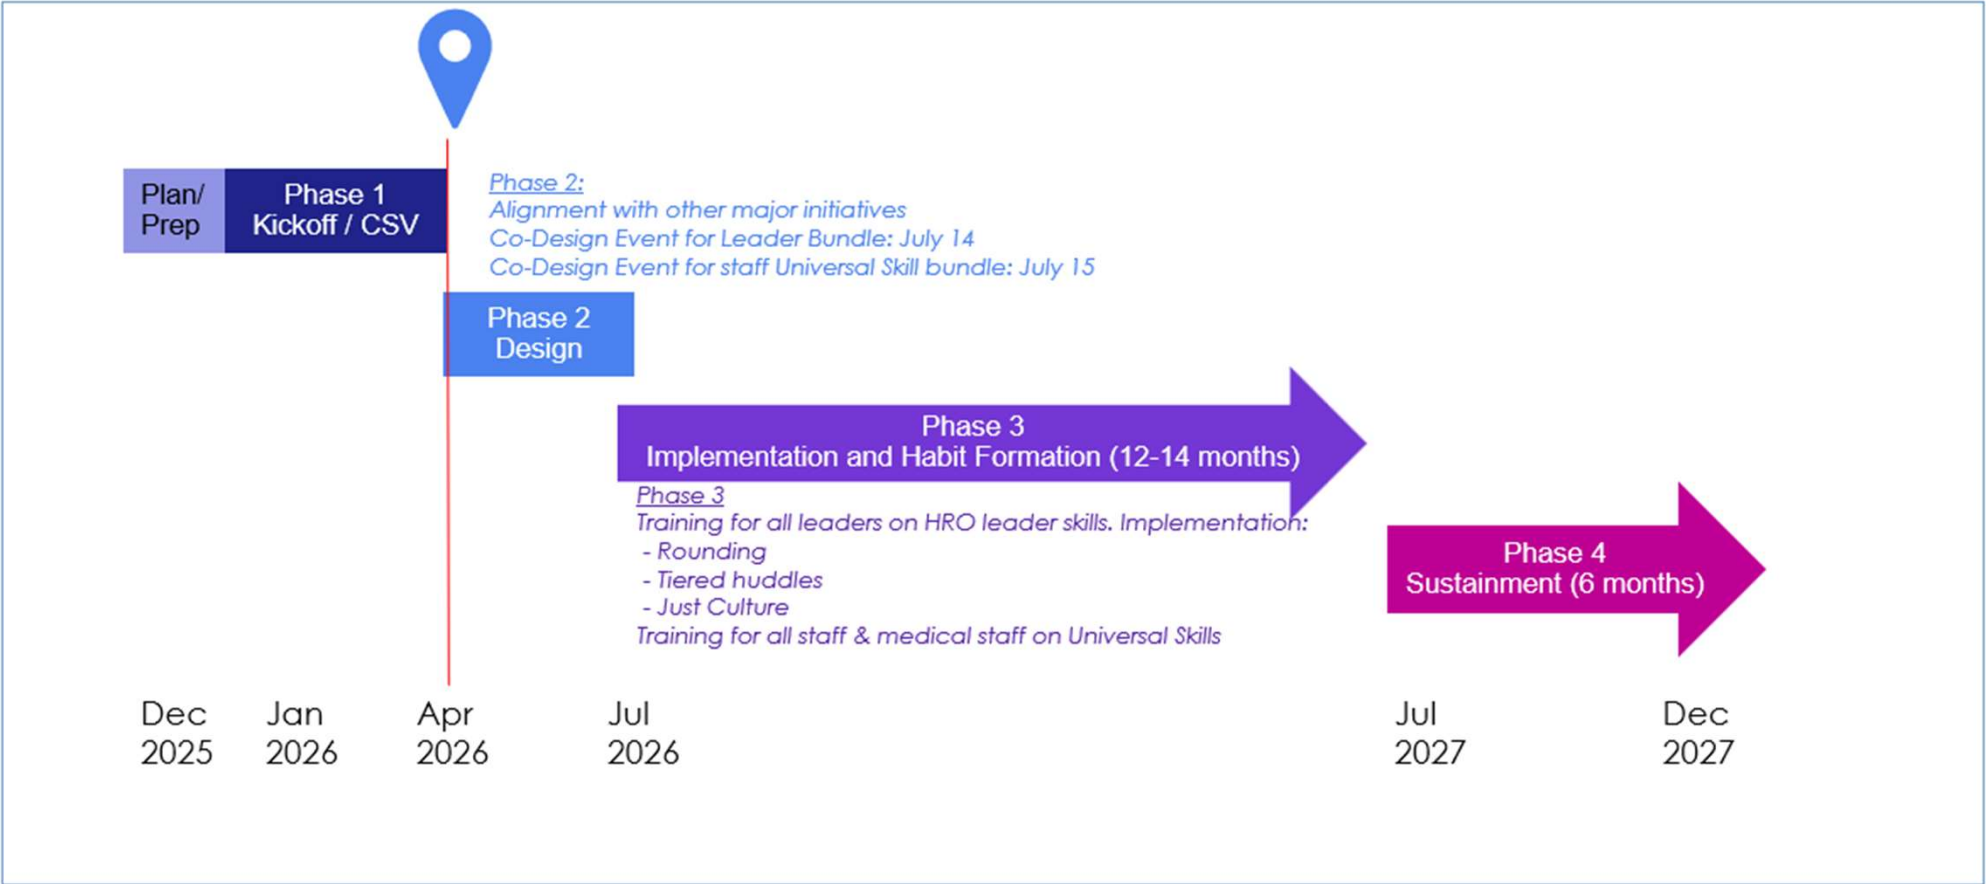 Plan/
Prep
Phase 1
Kickoff / CSV
Phase 2:
Alignment with other major initiatives
Co-Design Event for Leader Bundle: July 14
Co-Design Event for staff Universal Skill bundle: July 15
Phase 2
Design
Phase 3
Implementation and Habit Formation (12-14 months)
Phase 3
Training for all leaders on HRO leader skills. Implementation:
- Rounding
- Tiered huddles
- Just Culture
Training for all staff & medical staff on Universal Skills
Phase 4
Sustainment (6 months)
Dec
2025
Jan
2026
Apr
2026
Jul
2026
Jul
2027
Dec
2027